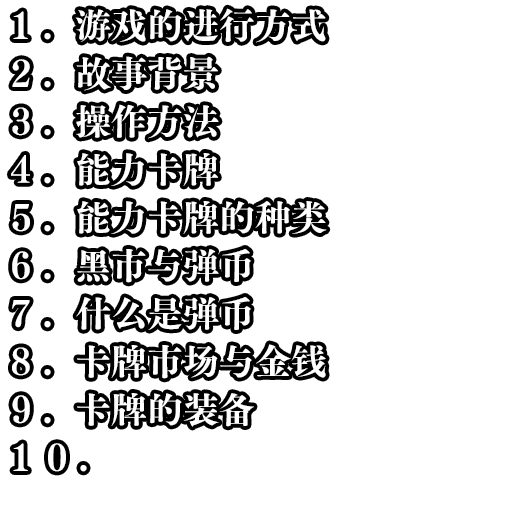 1．游戏的进行方式
2．故事背景
3．操作方法
4．能力卡牌
5．能力卡牌的种类
6．黑市与弹币
7．什么是弹币
8．卡牌市场与金钱
9．卡牌的装备
10．